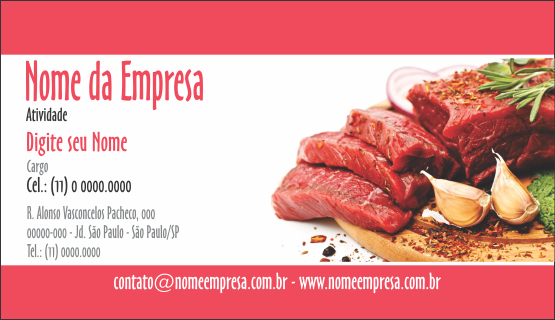 Nome da Empresa
Atividade
Digite seu Nome
Cargo
Cel.: (11) 0 0000.0000
R. Alonso Vasconcelos Pacheco, 000
00000-000 - Jd. São Paulo - São Paulo/SP
Tel.: (11) 0000.0000
contato@nomeempresa.com.br - www.nomeempresa.com.br